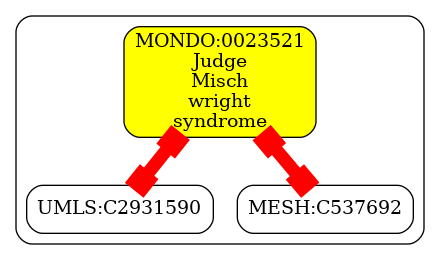 MONDO:0023521
Judge
Misch
wright
syndrome
UMLS:C2931590
MESH:C537692